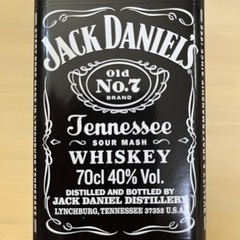 JACK DANIEL'S
Old
No.7
BRAND
Tennessee
SOUR MASH
WHISKEY
70cl 40% Vol.
DISTILLED AND BOTTLED BY
JACK DANIEL DISTILLERY
LYNCHBURG, TENNESSEE 37352 U.S.A.